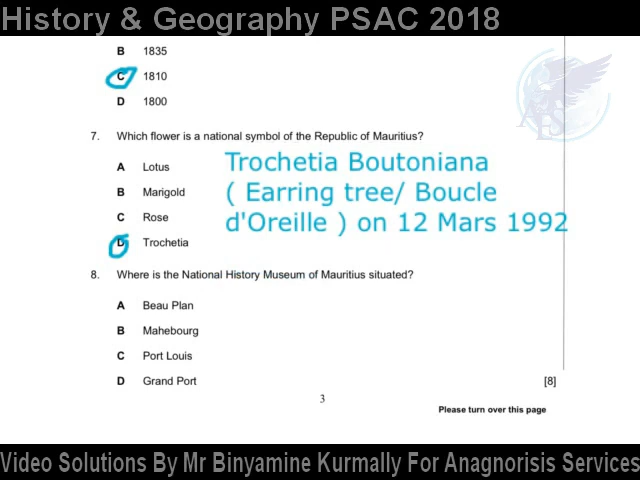 History & Geography PSAC 2018
B 1835
C 1810
D 1800
7. Which flower is a national symbol of the Republic of Mauritius?
A Lotus
B Marigold
C Rose
D Trochetia
Trochetia Boutoniana
( Earring tree/ Boucle
d'Oreille ) on 12 Mars 1992
8. Where is the National History Museum of Mauritius situated?
A Beau Plan
B Mahebourg
C Port Louis
D Grand Port
[8]
3
Please turn over this page
AES
Video Solutions By Mr Binyamine Kurmally For Anagnorisis Services